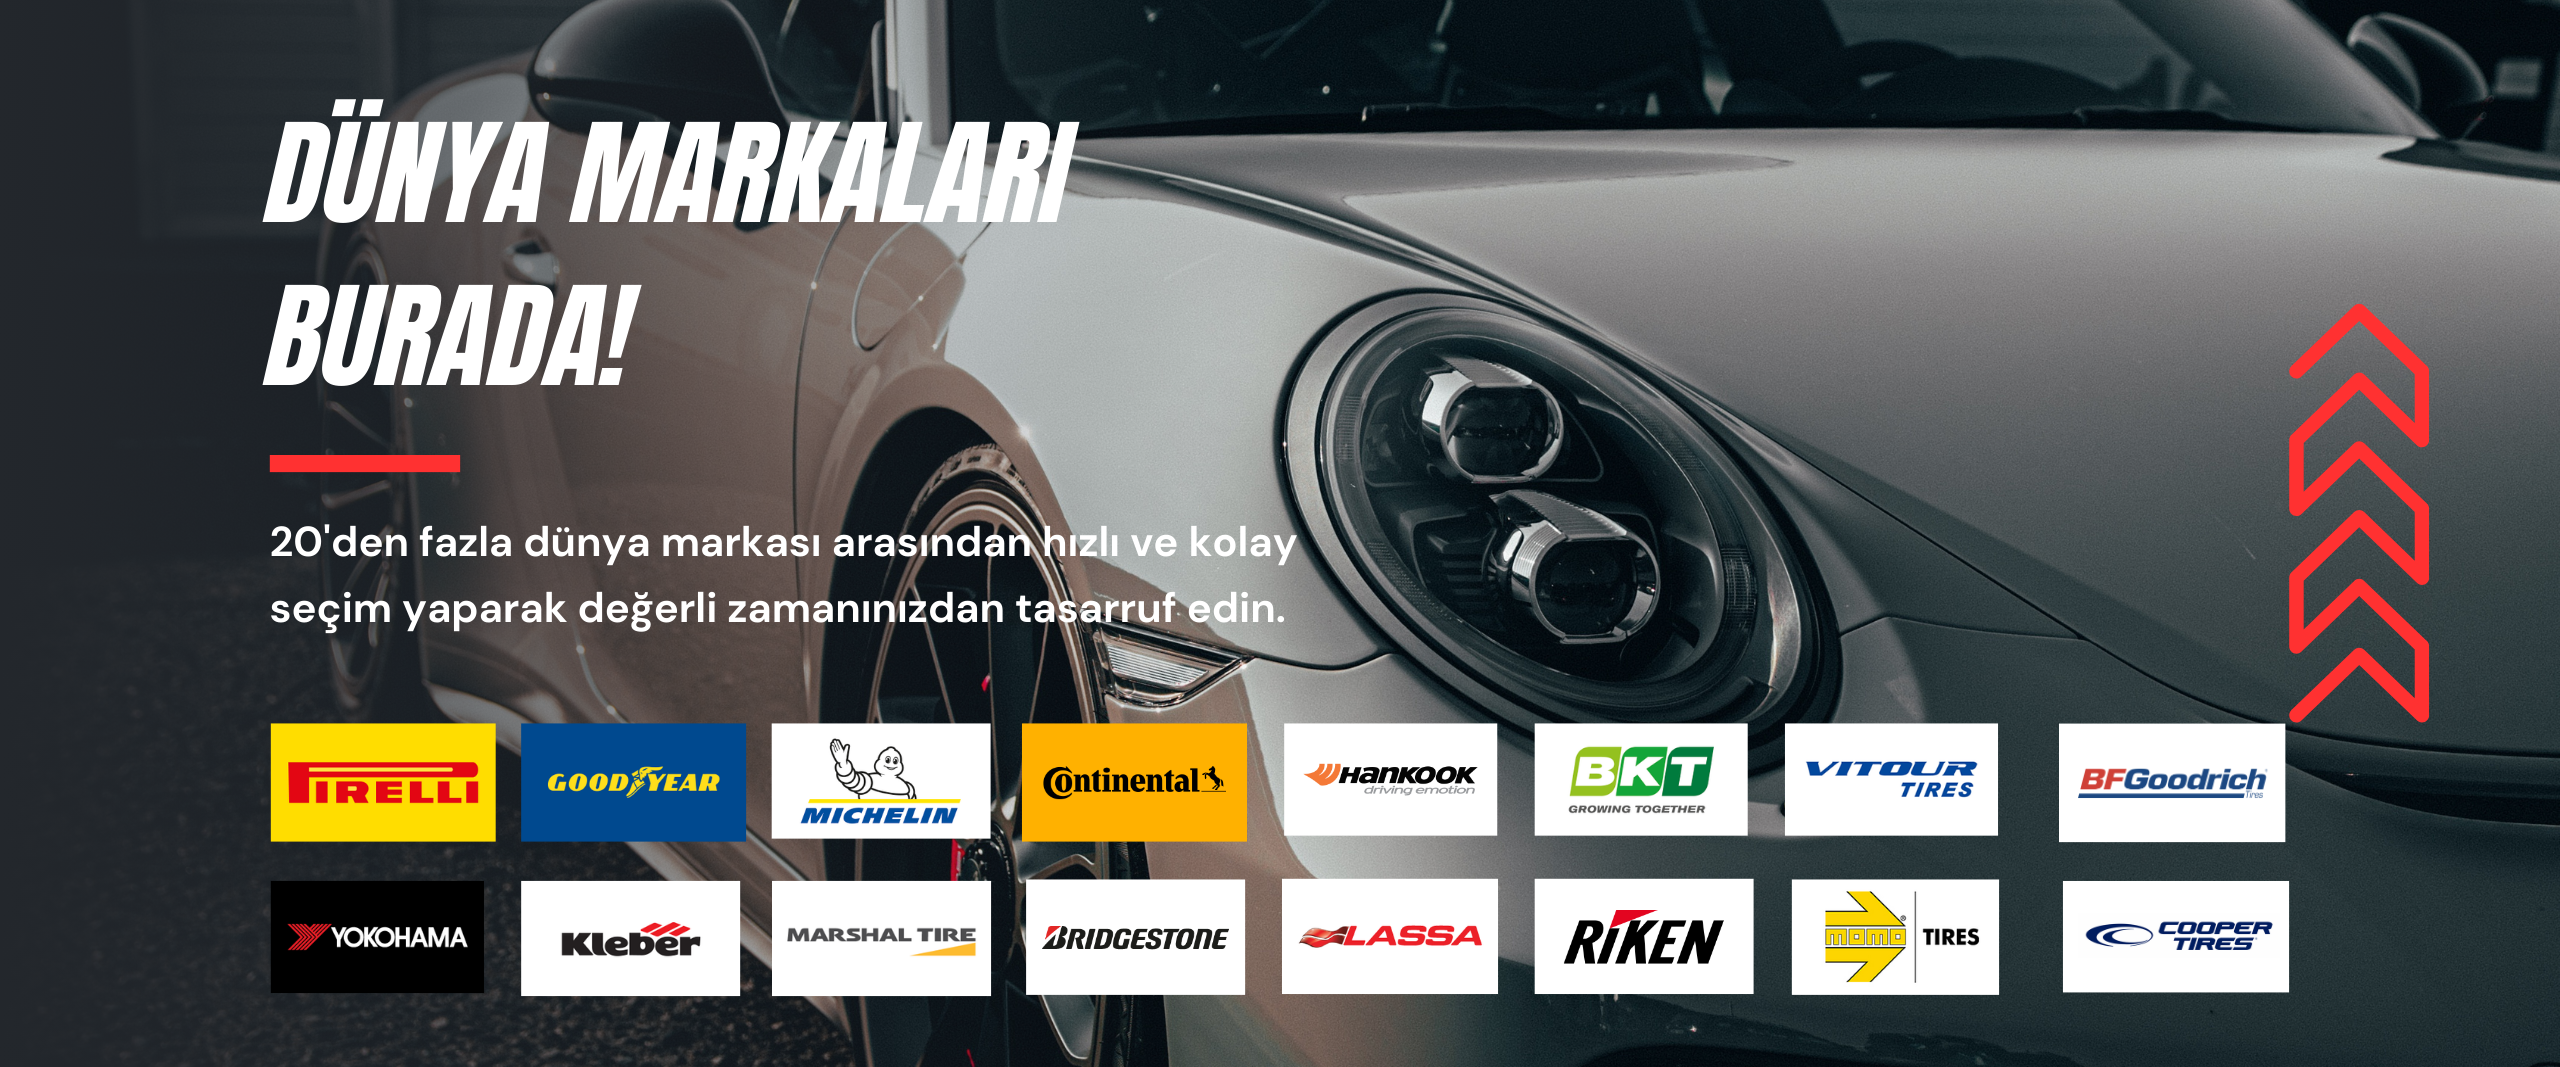 DÜNYA MARKALARI
BURADA!
20'den fazla dünya markası arasından hızlı ve kolay
seçim yaparak değerli zamanınızdan tasarruf edin.
PIRELLI
GOODYEAR
MICHELIN
Continental
HANKOOK
driving emotion
BKT
GROWING TOGETHER
VITOUR
TIRES
BFGoodrich
Tires
YOKOHAMA
Kleber
MARSHAL TIRE
BRIDGESTONE
LASSA
RIKEN
momo TIRES
COOPER
TIRES